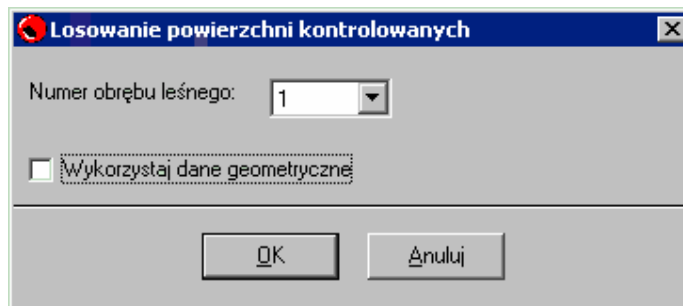 Losowanie powierzchni kontrolowanych
Numer obrębu leśnego: 1
Wykorzystaj dane geometryczne
OK Anuluj